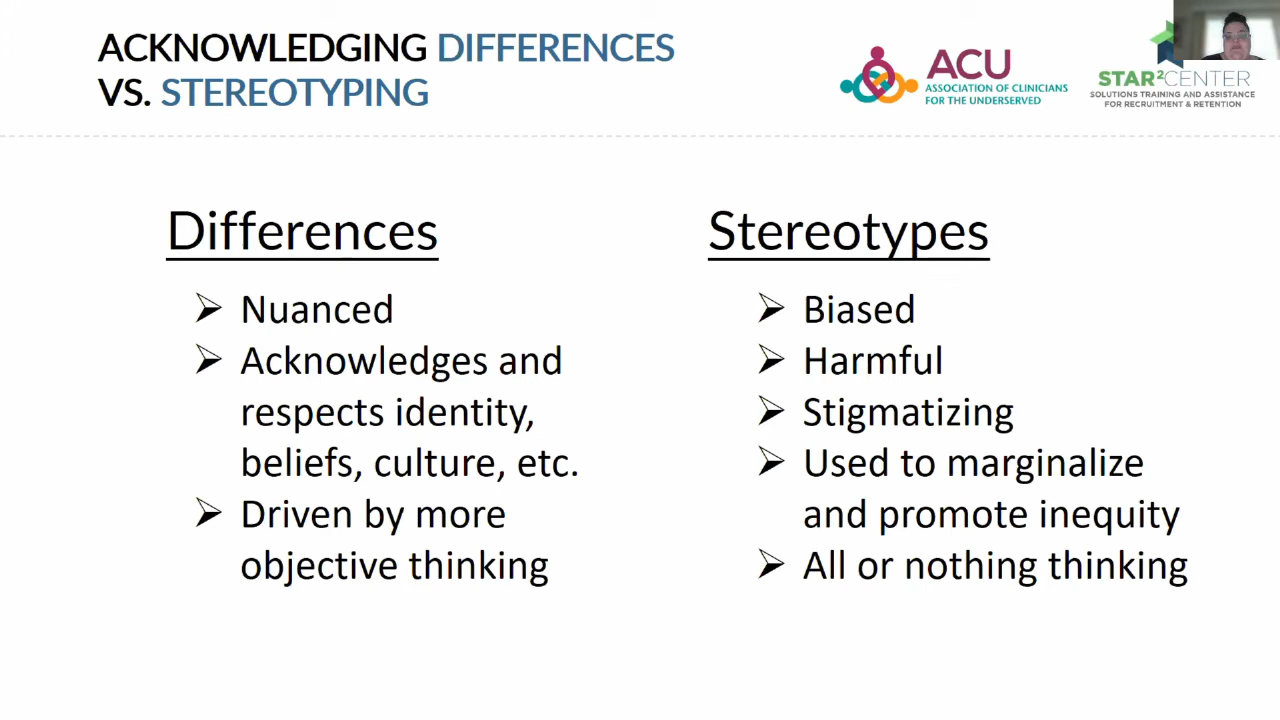 ACKNOWLEDGING DIFFERENCES
VS. STEREOTYPING
ACU
ASSOCIATION OF CLINICIANS
FOR THE UNDERSERVED
STAR²CENTER
SOLUTIONS TRAINING AND ASSISTANCE
FOR RECRUITMENT & RETENTION
Differences
➢ Nuanced
➢ Acknowledges and
respects identity,
beliefs, culture, etc.
➢ Driven by more
objective thinking
Stereotypes
➢ Biased
➢ Harmful
➢ Stigmatizing
➢ Used to marginalize
and promote inequity
➢ All or nothing thinking